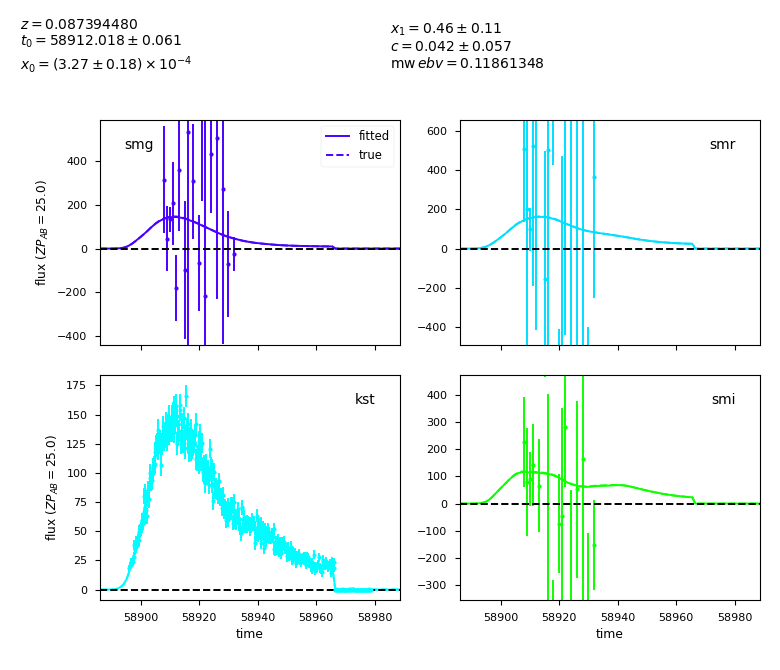 z = 0.087394480
t₀ = 58912.018 ± 0.061
x₀ = (3.27 ± 0.18) × 10⁻⁴
x₁ = 0.46 ± 0.11
c = 0.042 ± 0.057
mw ebv = 0.11861348
smg
fitted
true
400
200
0
−200
−400
flux (ZP_AB = 25.0)
smr
600
400
200
0
−200
−400
kst
175
150
125
100
75
50
25
0
flux (ZP_AB = 25.0)
58900 58920 58940 58960 58980
time
smi
400
300
200
100
0
−100
−200
−300
58900 58920 58940 58960 58980
time